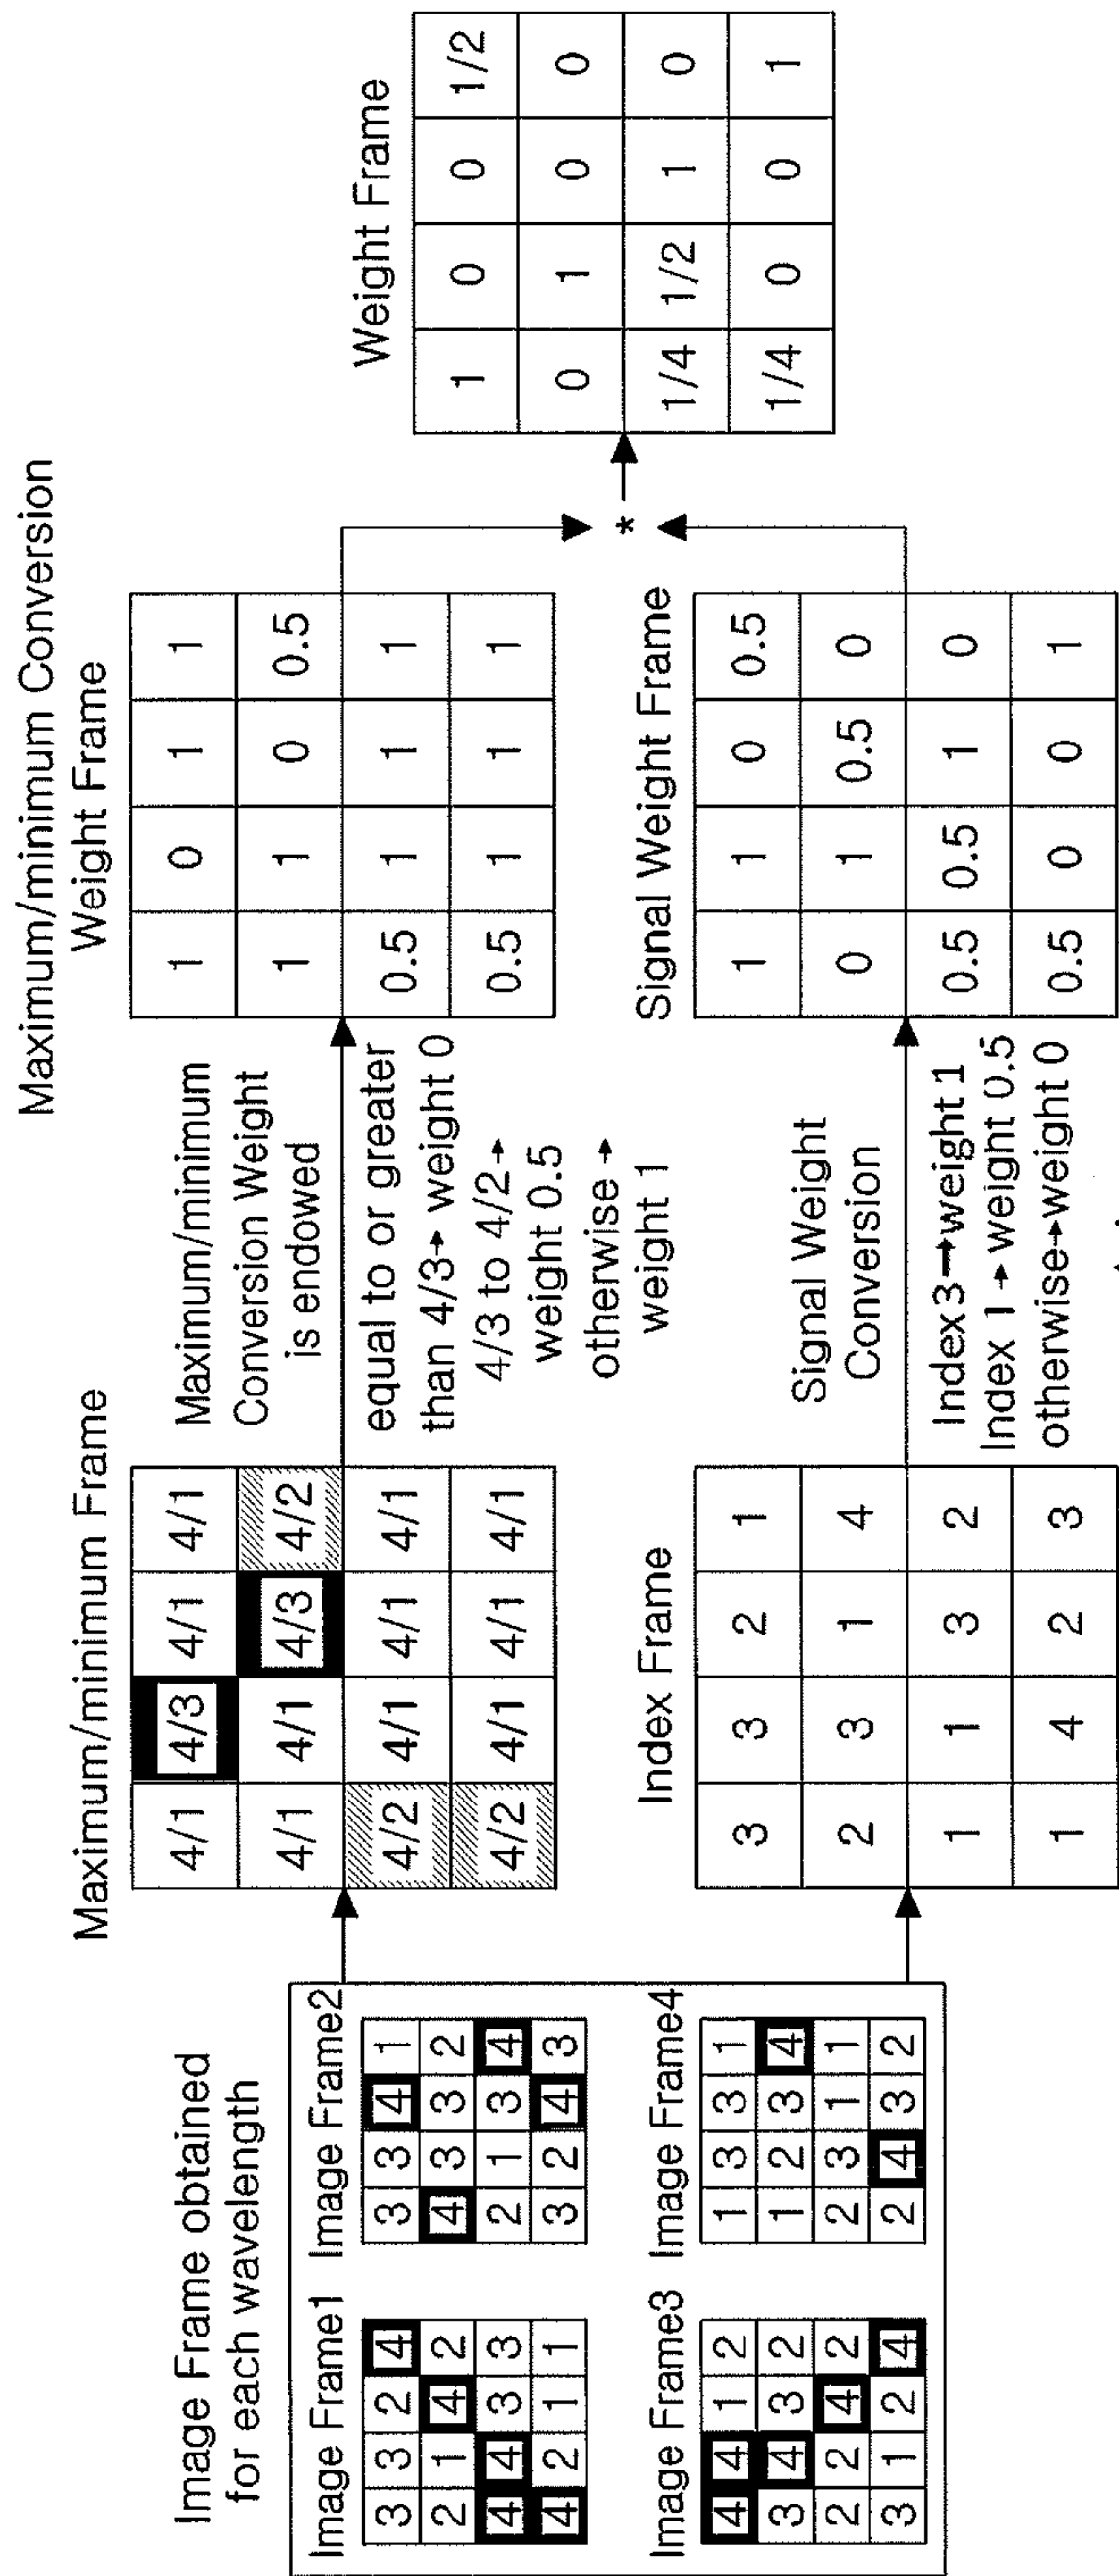 Image Frame obtained
for each wavelength
Image Frame1
3 3 2 4
2 1 4 2
4 4 3 3
4 2 1 1
Image Frame2
3 3 4 1
4 3 3 2
2 1 3 4
3 2 4 3
Image Frame3
4 4 1 2
3 4 3 2
2 2 4 2
3 1 2 4
Image Frame4
1 3 3 1
1 2 3 4
2 3 1 1
2 4 3 2
Maximum/minimum Frame
4/1 4/3 4/1 4/1
4/1 4/1 4/3 4/2
4/2 4/1 4/1 4/1
4/2 4/1 4/1 4/1
Index Frame
3 3 2 1
2 3 1 4
1 1 3 2
1 4 2 3
Maximum/minimum
Conversion Weight
is endowed
equal to or greater
than 4/3→ weight 0
4/3 to 4/2→
weight 0.5
otherwise→
weight 1
Signal Weight
Conversion
Index3→weight 1
Index 1→ weight 0.5
otherwise→weight 0
Maximum/minimum Conversion
Weight Frame
1 0 1 1
1 1 0 0.5
0.5 1 1 1
0.5 1 1 1
Signal Weight Frame
1 1 0 0.5
0 1 0.5 0
0.5 0.5 1 0
0.5 0 0 1
*
Weight Frame
1 0 0 1/2
0 1 0 0
1/4 1/2 1 0
1/4 0 0 1